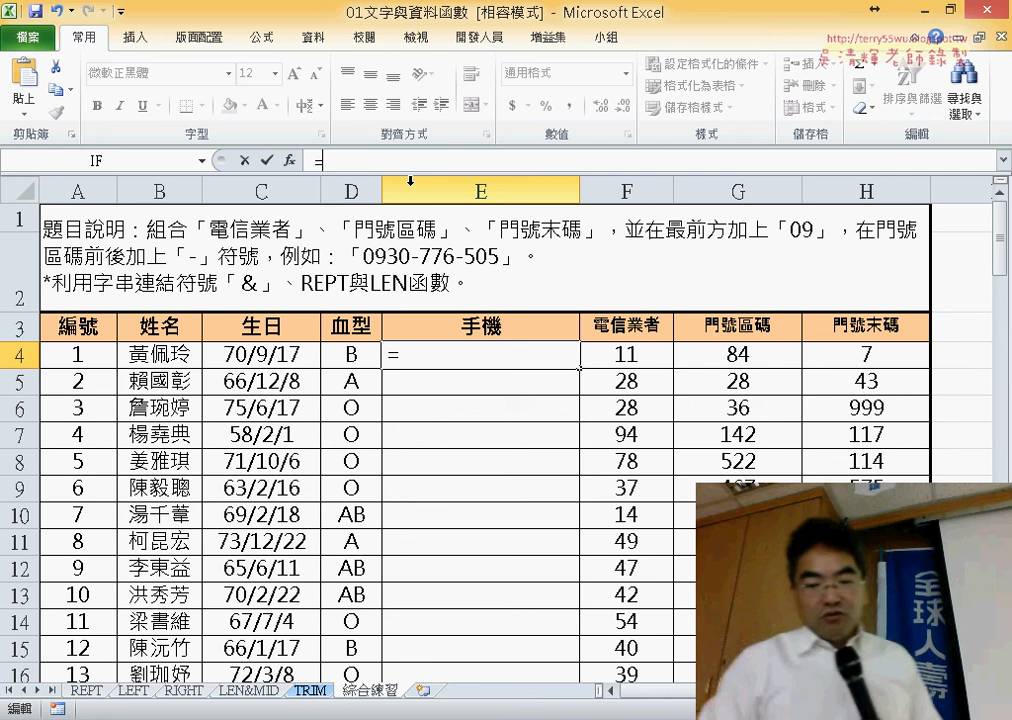 01文字與資料函數 [相容模式] - Microsoft Excel
檔案 常用 插入 版面配置 公式 資料 校閱 檢視 開發人員 增益集 小組
吳清輝老師錄製
貼上 微軟正黑體 12 通用格式 設定格式化的條件 格式化為表格 儲存格樣式 插入 刪除 格式 排序與篩選 尋找與選取
剪貼簿 字型 對齊方式 數值 樣式 儲存格 編輯
IF =
A B C D E F G H
1 題目說明:組合「電信業者」、「門號區碼」、「門號末碼」,並在最前方加上「09」,在門號
區碼前後加上「-」符號,例如:「0930-776-505」。
2 *利用字串連結符號「&」、REPT與LEN函數。
3 編號 姓名 生日 血型 手機 電信業者 門號區碼 門號末碼
4 1 黃佩玲 70/9/17 B = 11 84 7
5 2 賴國彰 66/12/8 A 28 28 43
6 3 詹琬婷 75/6/17 O 28 36 999
7 4 楊堯典 58/2/1 O 94 142 117
8 5 姜雅琪 71/10/6 O 78 522 114
9 6 陳毅聰 63/2/16 O 37
10 7 湯千葦 69/2/18 AB 14
11 8 柯昆宏 73/12/22 A 49
12 9 李東益 65/6/11 AB 47
13 10 洪秀芳 70/2/22 AB 42
14 11 梁書維 67/7/4 O 54
15 12 陳沅竹 66/1/17 B 40
16 13 劉珈妤 72/3/8 O 39
REPT LEFT RIGHT LEN&MID TRIM 綜合練習
編輯
全球人壽